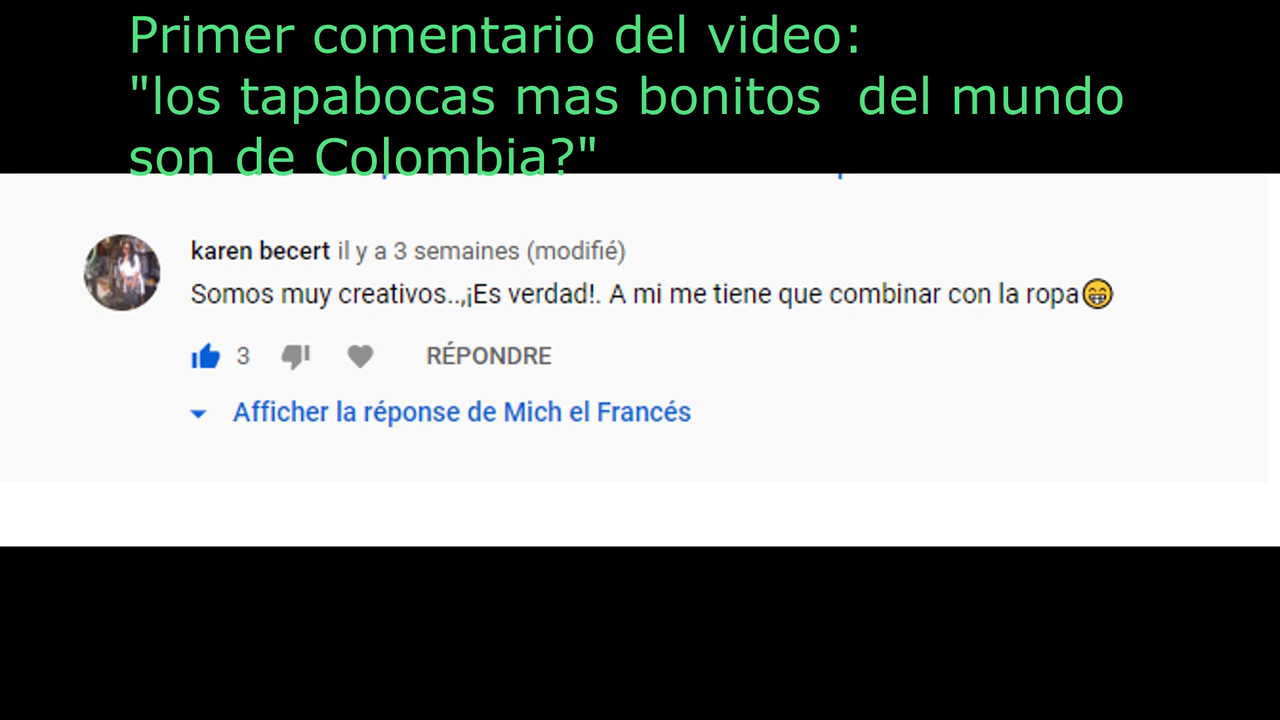 Primer comentario del video:
"los tapabocas mas bonitos  del mundo
son de Colombia?"
karen becert il y a 3 semaines (modifié)
Somos muy creativos..,¡Es verdad!. A mi me tiene que combinar con la ropa😁
3 RÉPONDRE
Afficher la réponse de Mich el Francés